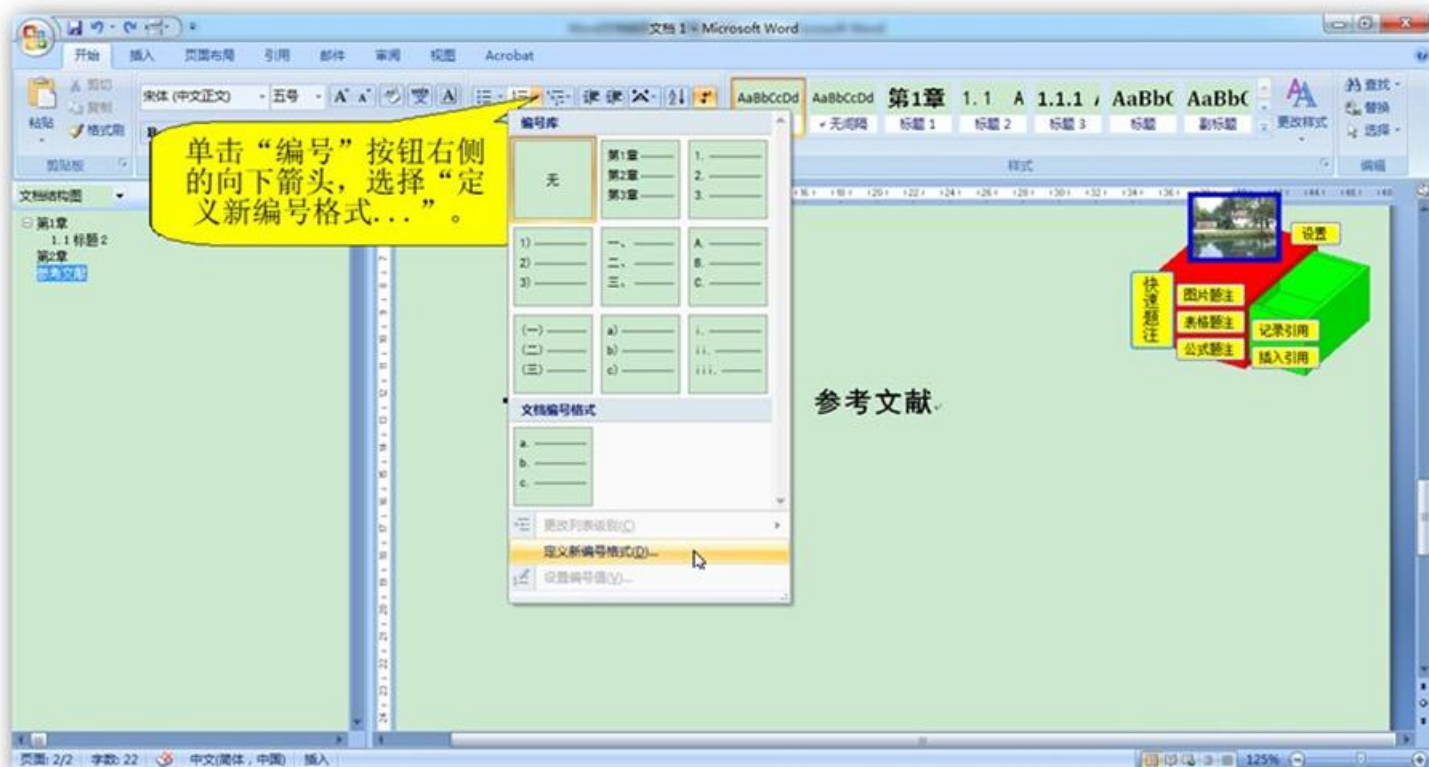 文档 1 - Microsoft Word
开始 插入 页面布局 引用 邮件 审阅 视图 Acrobat
剪切
复制
粘贴 格式刷
剪贴板
宋体 (中文正文) 五号
AaBbCcDd AaBbCcDd 第1章 1.1 A 1.1.1 AaBb( AaBb(
无间隔 标题 1 标题 2 标题 3 标题 副标题
更改样式
样式
查找
替换
选择
编辑
单击“编号”按钮右侧
的向下箭头，选择“定
义新编号格式...”。
文档结构图
第1章
1.1 标题 2
第2章
参考文献
编号库
无
第1章
第2章
第3章
1.
2.
3.
1)
2)
3)
一、
二、
三、
A.
B.
C.
(一)
(二)
(三)
a)
b)
c)
i.
ii.
iii.
文档编号格式
a.
b.
c.
更改列表级别(C)
定义新编号格式(D)...
设置编号值(V)...
参考文献
设置
快速题注
图片题注
表格题注
公式题注
记录引用
插入引用
页面: 2/2 字数: 22 中文(简体，中国) 插入
125%